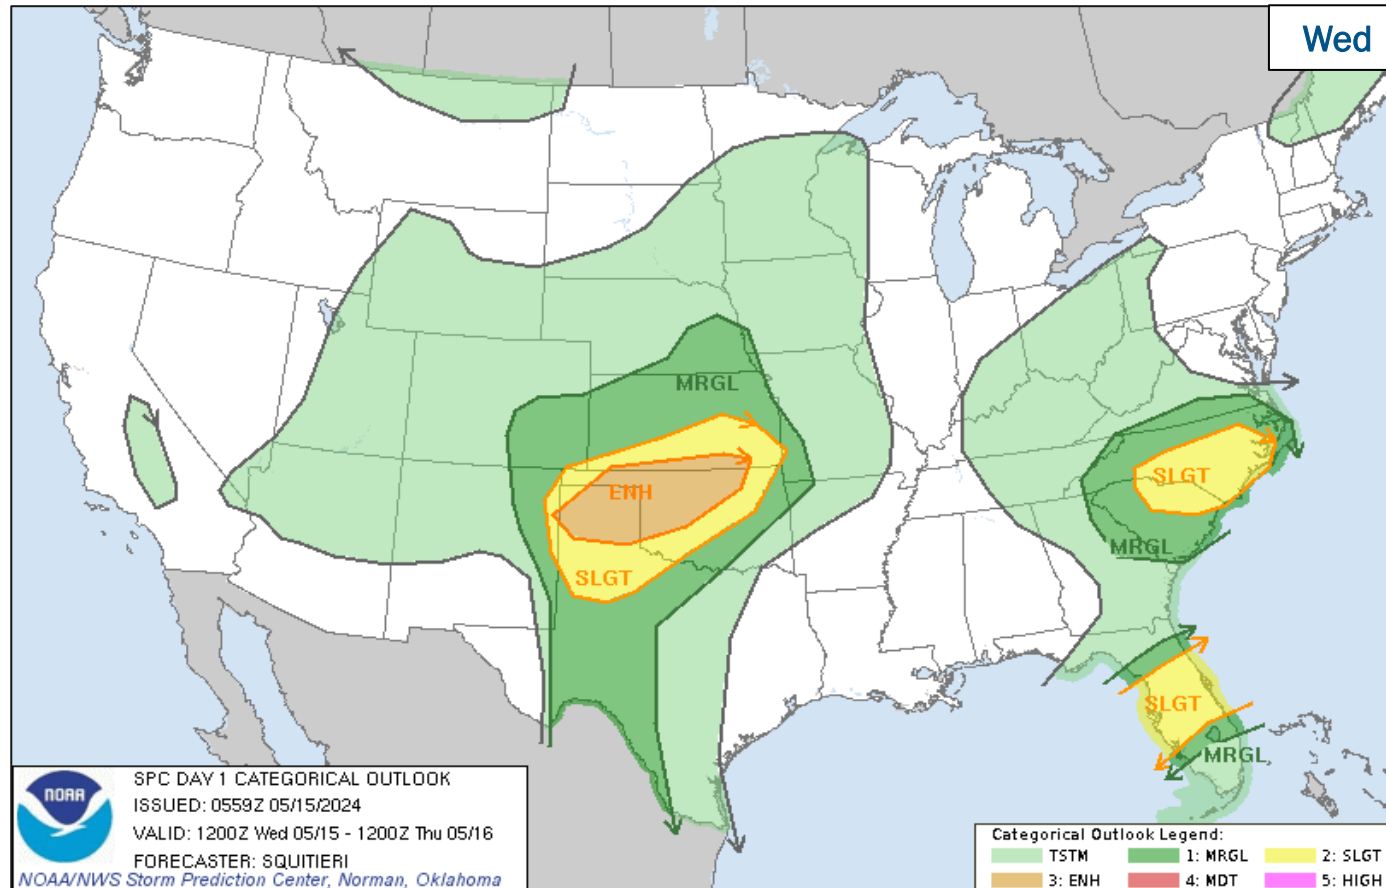 Wed
MRGL
ENH
SLGT
SLGT
MRGL
SLGT
MRGL
NOAA
SPC DAY 1 CATEGORICAL OUTLOOK
ISSUED: 0559Z 05/15/2024
VALID: 1200Z Wed 05/15 - 1200Z Thu 05/16
FORECASTER: SQUITIERI
NOAA/NWS Storm Prediction Center, Norman, Oklahoma
Categorical Outlook Legend:
TSTM 1: MRGL 2: SLGT
3: ENH 4: MDT 5: HIGH